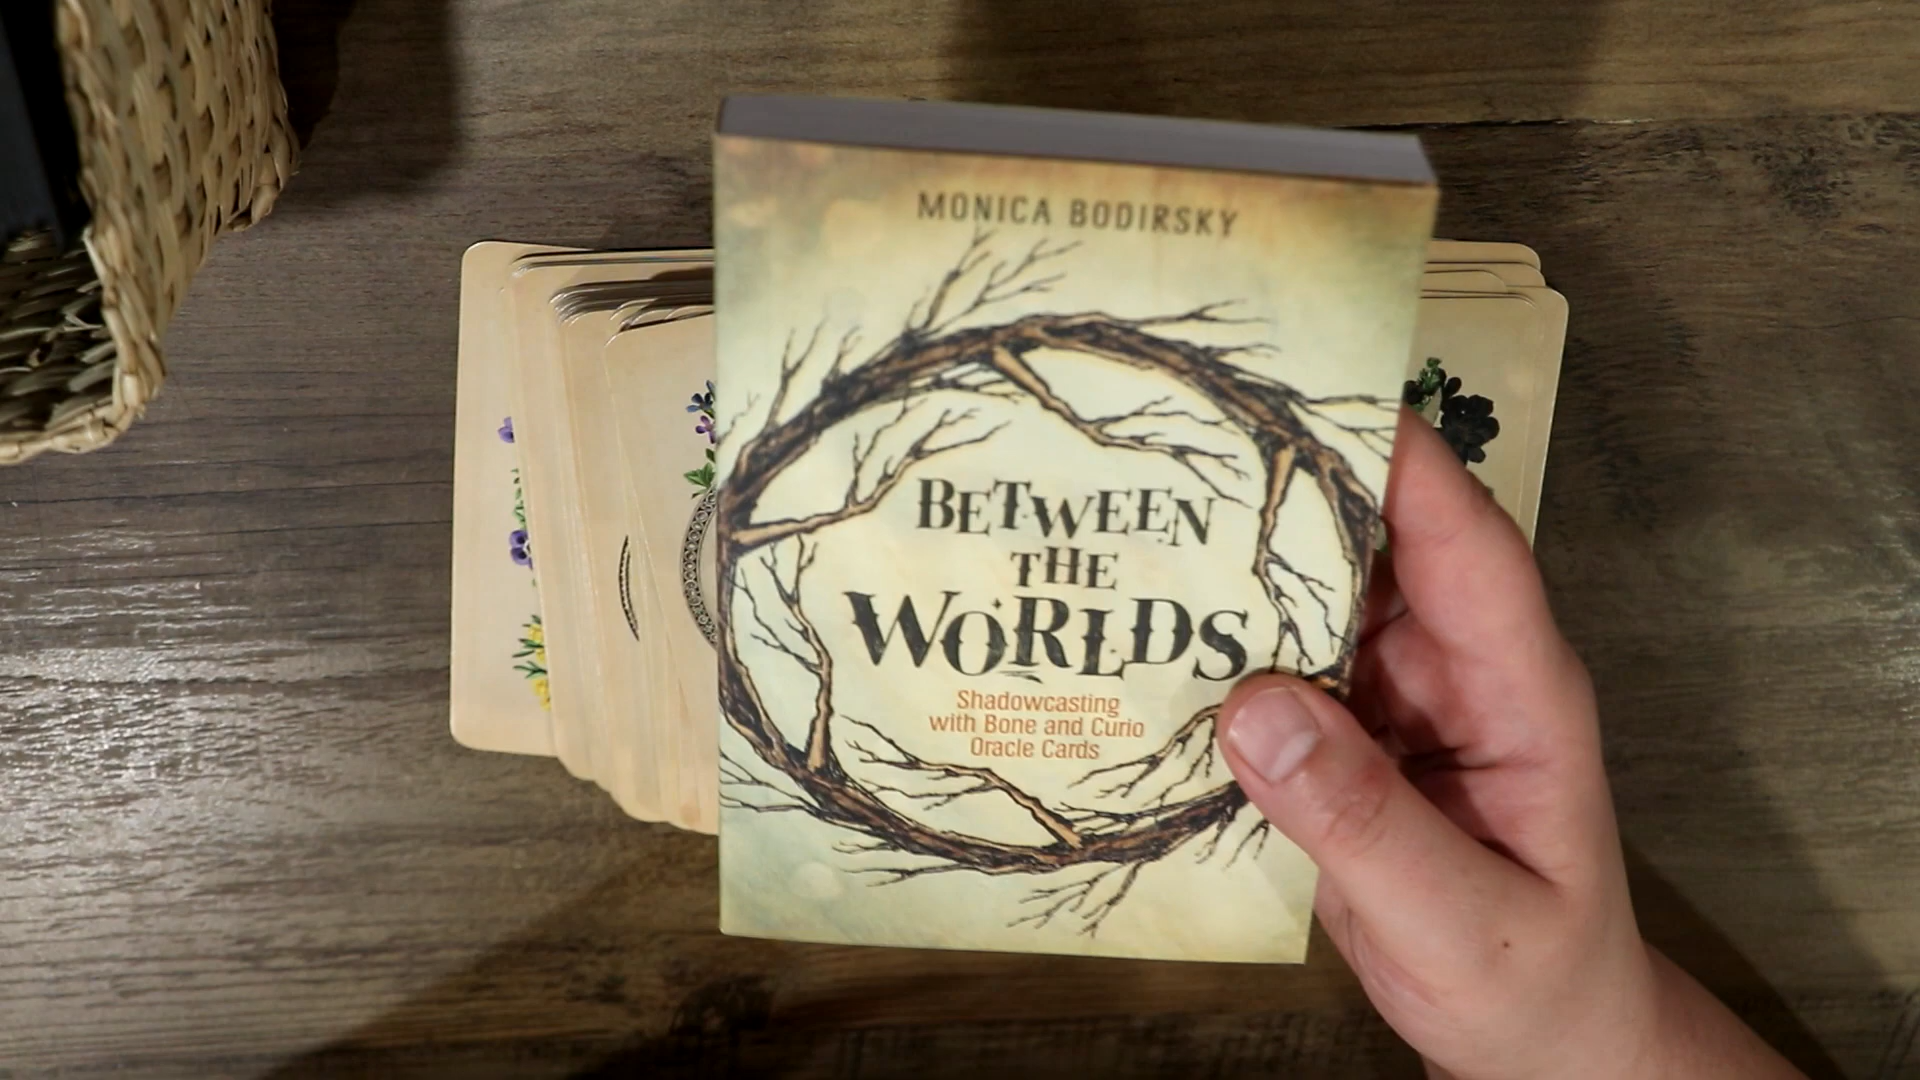 MONICA BODIRSKY
BETWEEN
THE
WORLDS
Shadowcasting
with Bone and Curio
Oracle Cards